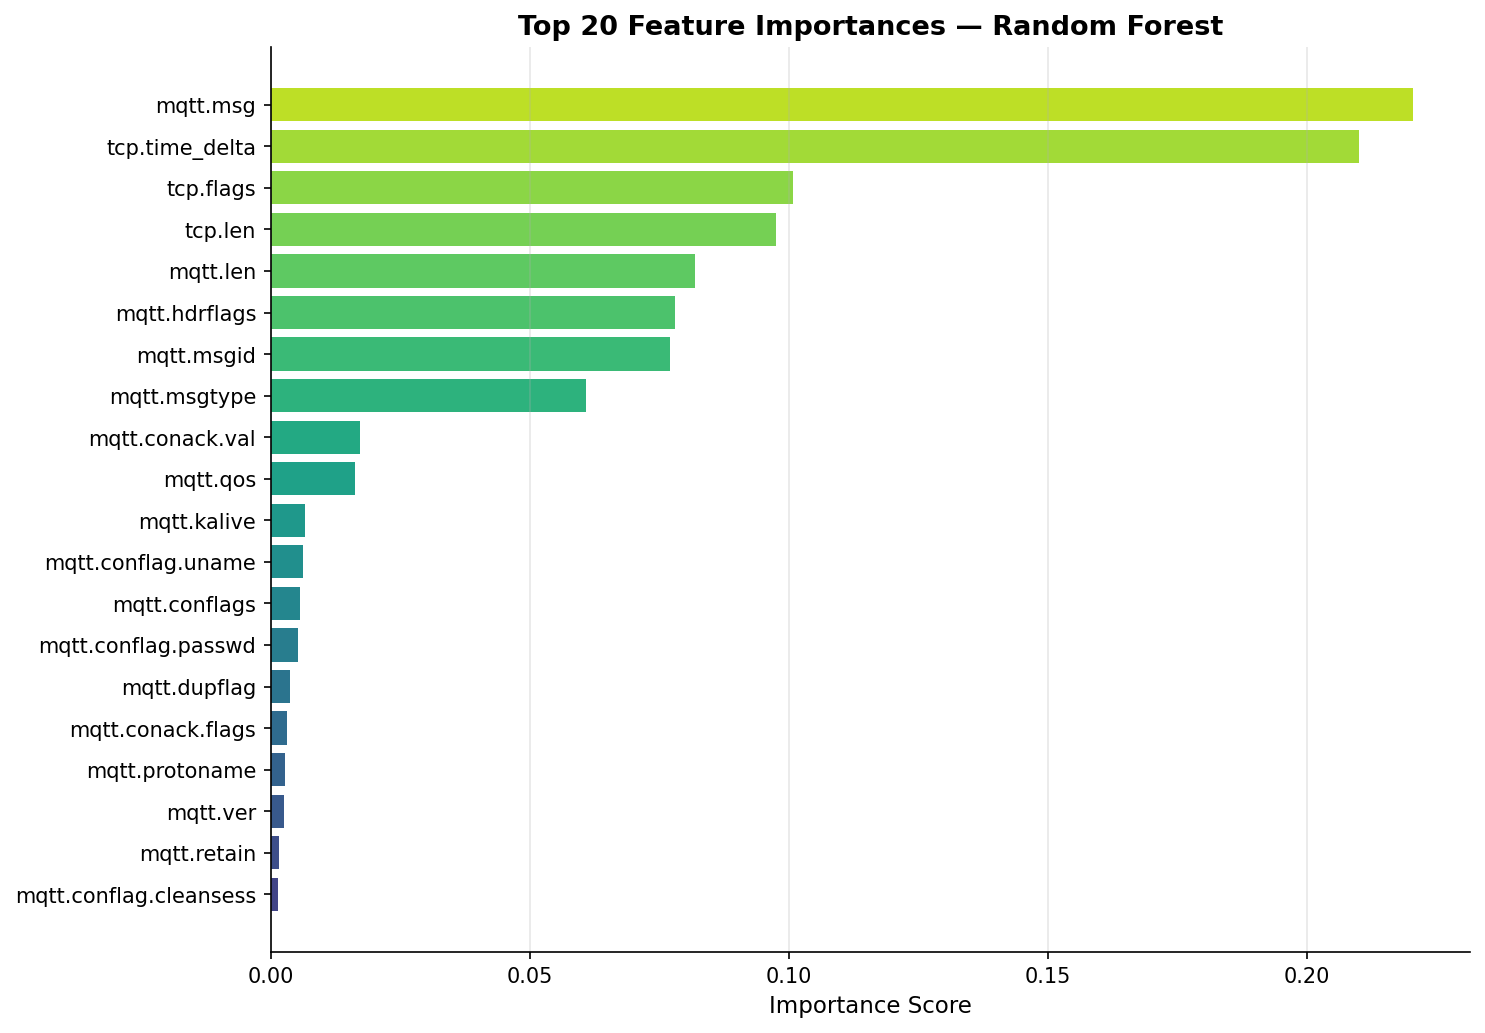 Top 20 Feature Importances — Random Forest
mqtt.msg
tcp.time_delta
tcp.flags
tcp.len
mqtt.len
mqtt.hdrflags
mqtt.msgid
mqtt.msgtype
mqtt.conack.val
mqtt.qos
mqtt.kalive
mqtt.conflag.uname
mqtt.conflags
mqtt.conflag.passwd
mqtt.dupflag
mqtt.conack.flags
mqtt.protoname
mqtt.ver
mqtt.retain
mqtt.conflag.cleansess
0.00 0.05 0.10 0.15 0.20
Importance Score